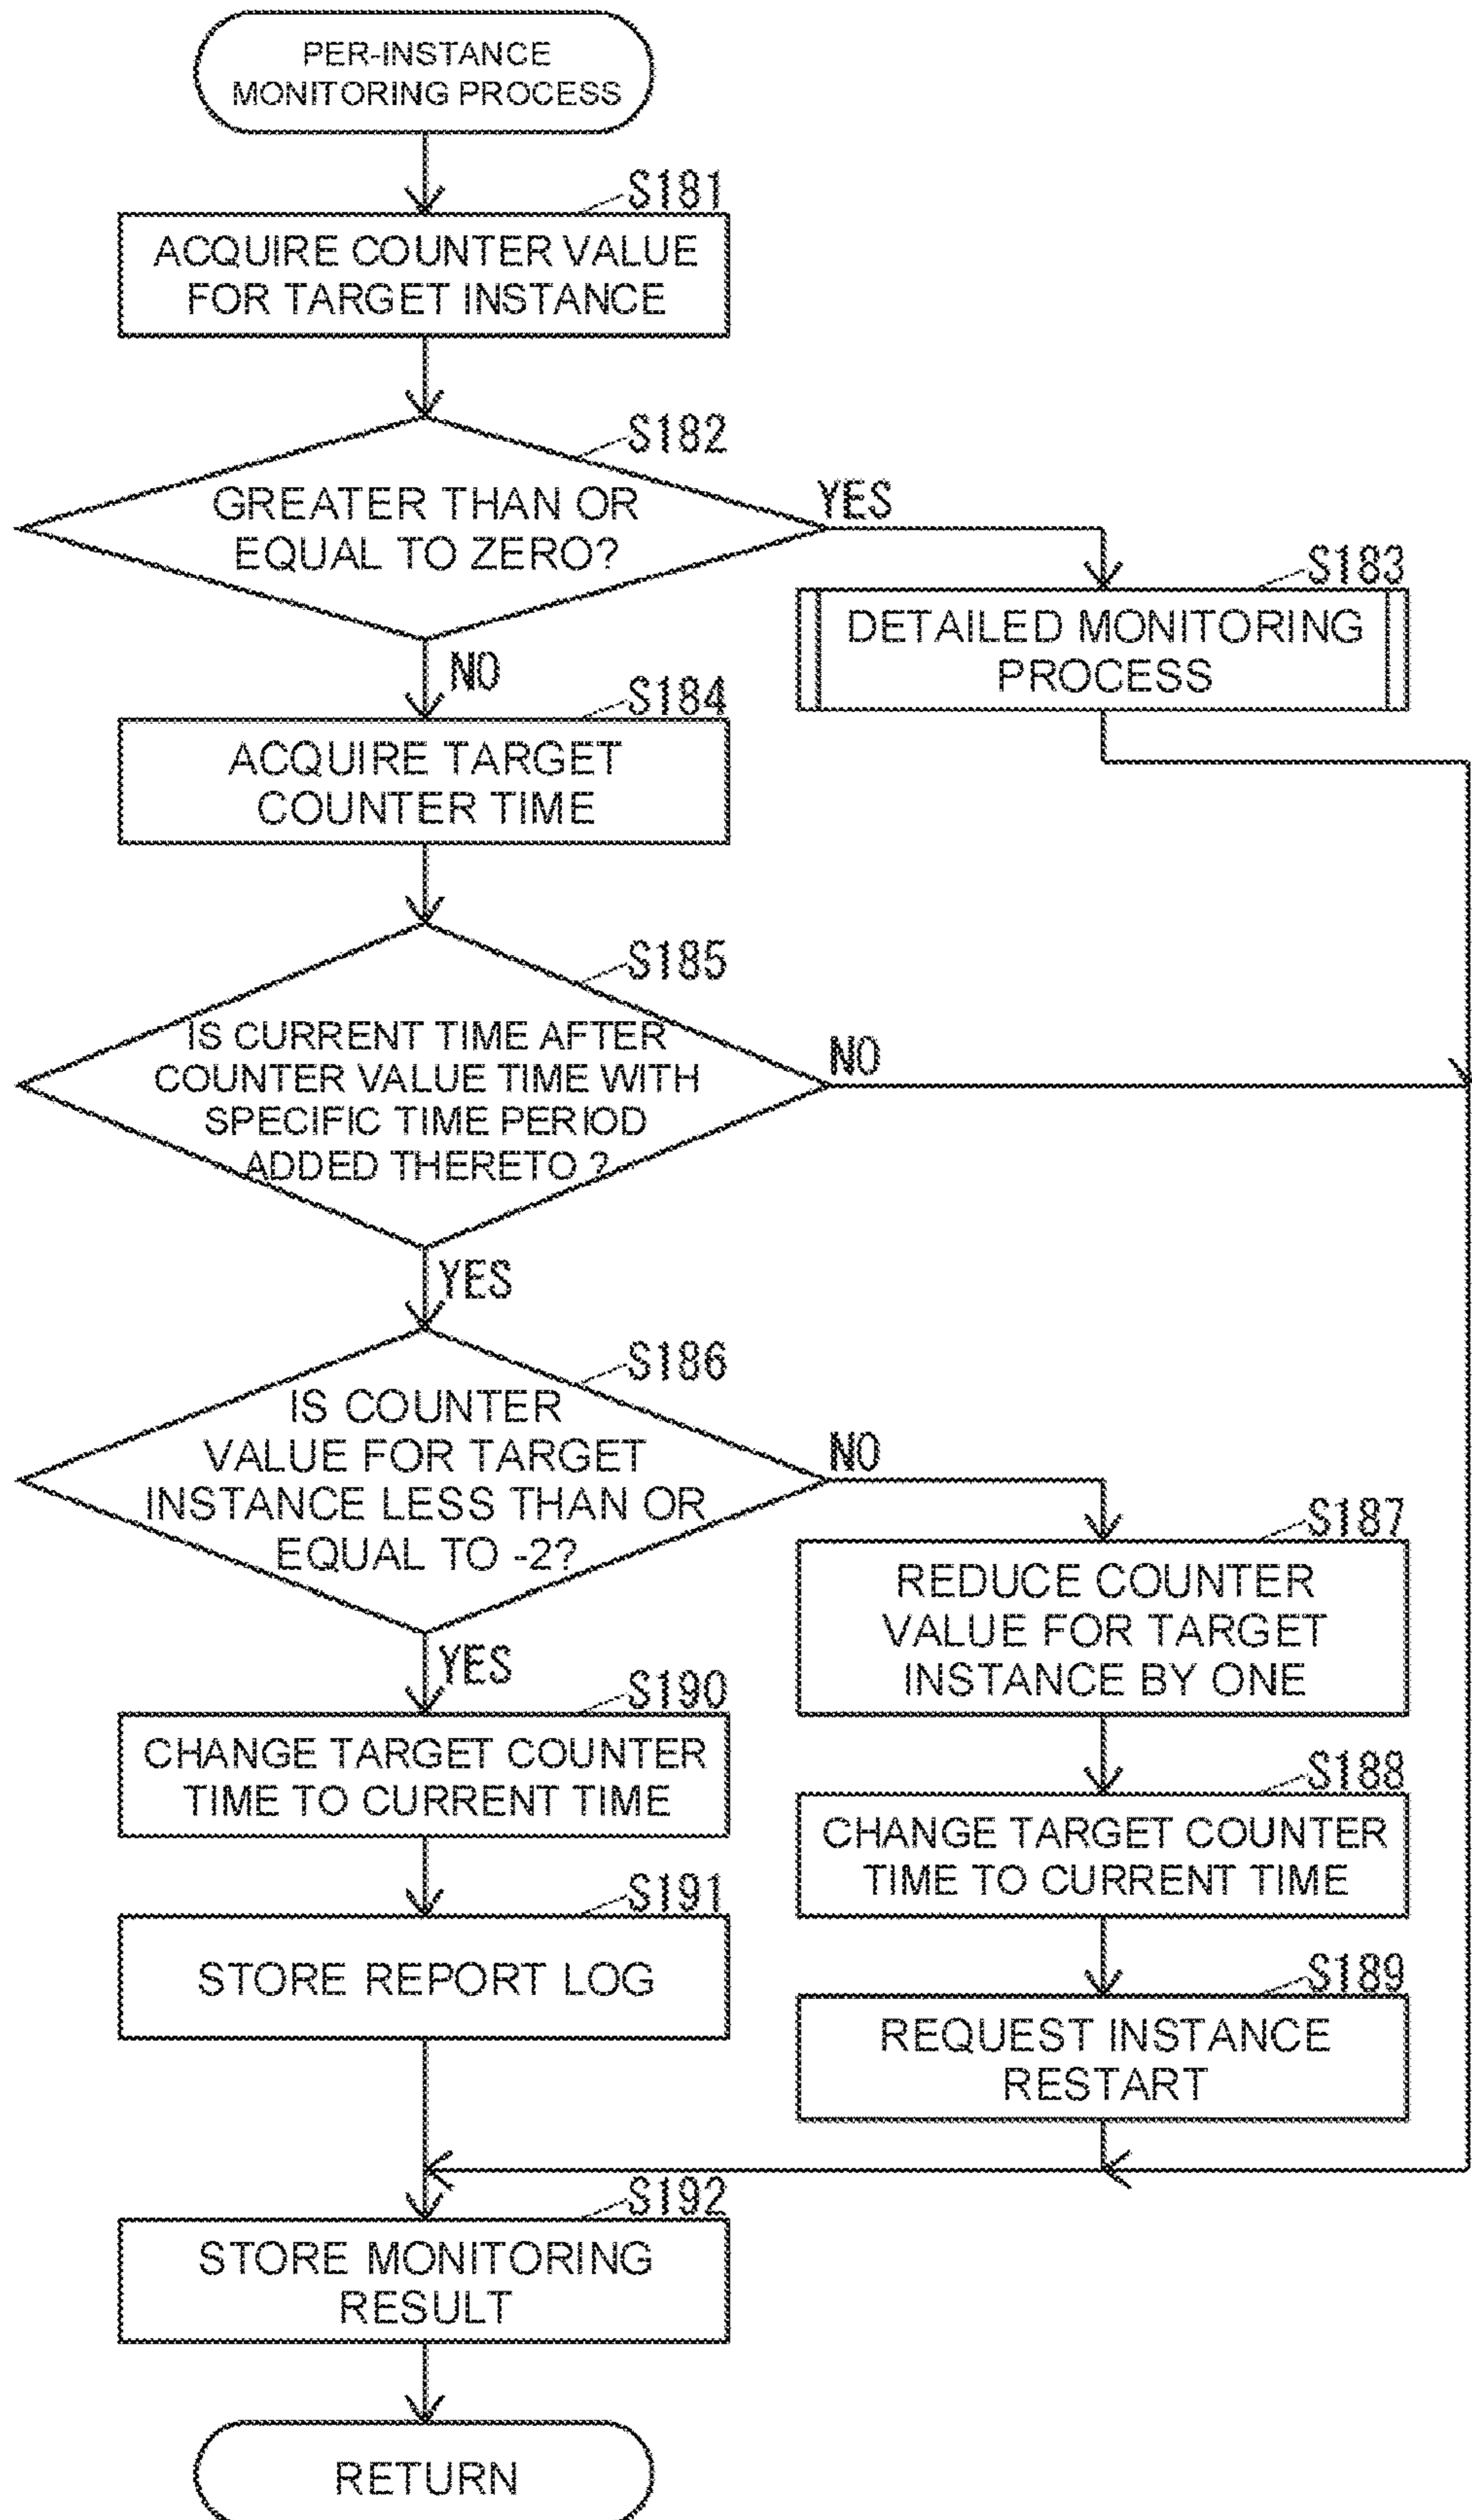 PER-INSTANCE
MONITORING PROCESS
S181
ACQUIRE COUNTER VALUE
FOR TARGET INSTANCE
S182
GREATER THAN OR
EQUAL TO ZERO?
YES
S183
DETAILED MONITORING
PROCESS
NO
S184
ACQUIRE TARGET
COUNTER TIME
S185
IS CURRENT TIME AFTER
COUNTER VALUE TIME WITH
SPECIFIC TIME PERIOD
ADDED THERETO ?
NO
YES
S186
IS COUNTER
VALUE FOR TARGET
INSTANCE LESS THAN OR
EQUAL TO -2?
NO
S187
REDUCE COUNTER
VALUE FOR TARGET
INSTANCE BY ONE
S188
CHANGE TARGET COUNTER
TIME TO CURRENT TIME
S189
REQUEST INSTANCE
RESTART
YES
S190
CHANGE TARGET COUNTER
TIME TO CURRENT TIME
S191
STORE REPORT LOG
S192
STORE MONITORING
RESULT
RETURN